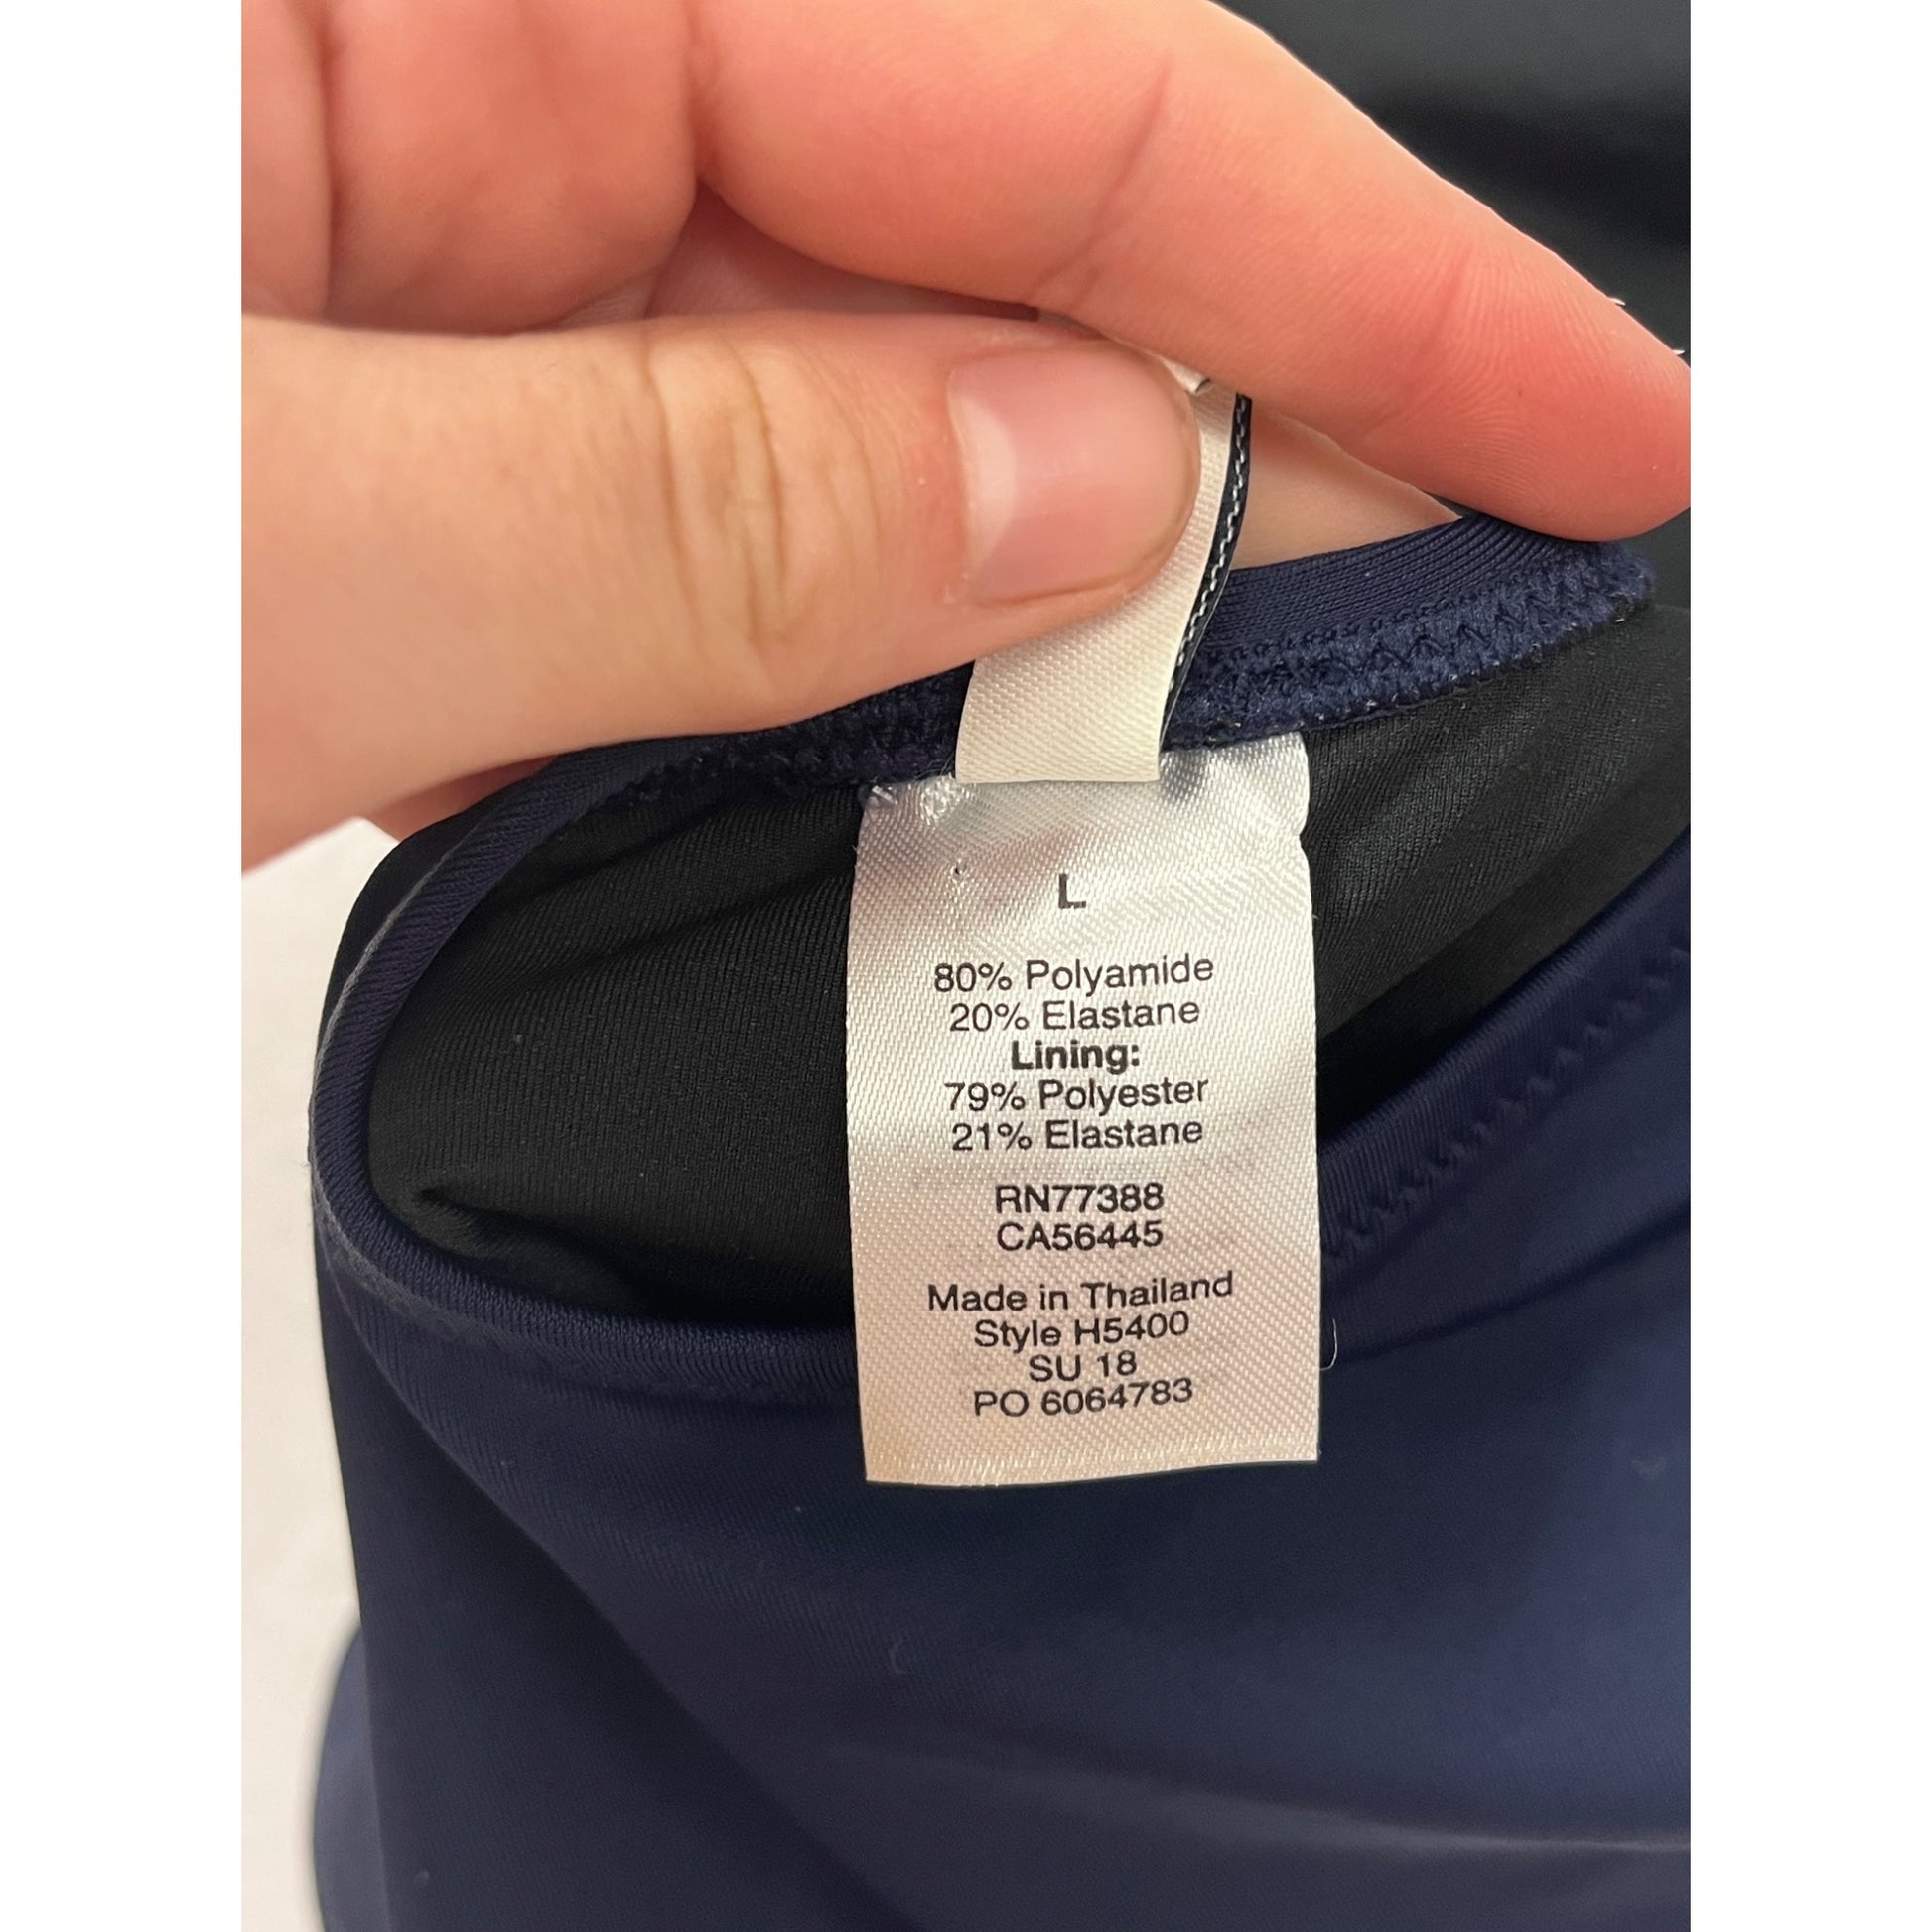 L
80% Polyamide
20% Elastane
Lining:
79% Polyester
21% Elastane
RN77388
CA56445
Made in Thailand
Style H5400
SU 18
PO 6064783